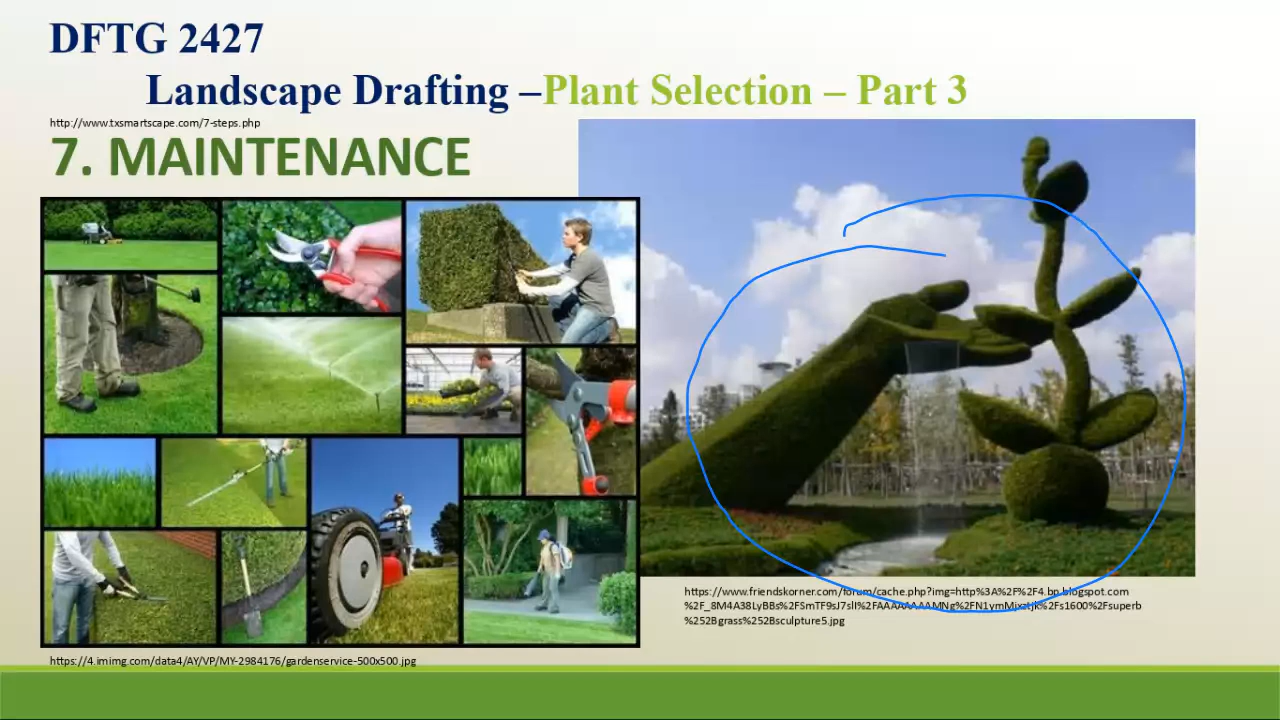 DFTG 2427
Landscape Drafting –Plant Selection – Part 3
http://www.txsmartscape.com/7-steps.php
7. MAINTENANCE
https://www.friendskorner.com/forum/cache.php?img=http%3A%2F%2F4.bp.blogspot.com
%2F_8M4A38LyBBs%2FSmTF9sJ7slI%2FAAAAAAAAMNg%2FN1ymMjxztjk%2Fs1600%2Fsuperb
%252Bgrass%252Bsculpture5.jpg
https://4.imimg.com/data4/AY/VP/MY-2984176/gardenservice-500x500.jpg